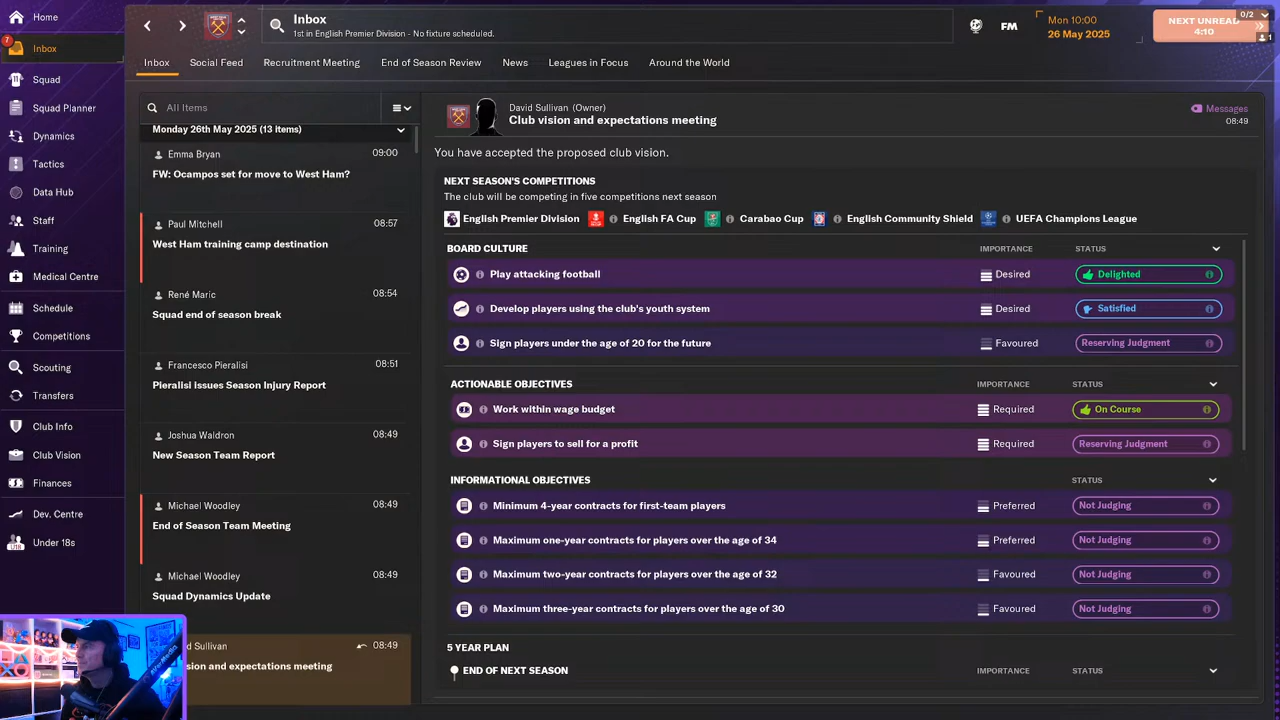 Home
7
Inbox
Squad
Squad Planner
Dynamics
Tactics
Data Hub
Staff
Training
Medical Centre
Schedule
Competitions
Scouting
Transfers
Club Info
Club Vision
Finances
Dev. Centre
U18
Under 18s
Inbox
1st in English Premier Division - No fixture scheduled.
FM
Mon 10:00
26 May 2025
NEXT UNREAD
4:10
0/2
1
Inbox
Social Feed
Recruitment Meeting
End of Season Review
News
Leagues in Focus
Around the World
All Items
Monday 26th May 2025 (13 items)
Emma Bryan 09:00
FW: Ocampos set for move to West Ham?
Paul Mitchell 08:57
West Ham training camp destination
René Maric 08:54
Squad end of season break
Francesco Pieralisi 08:51
Pieralisi issues Season Injury Report
Joshua Waldron 08:49
New Season Team Report
Michael Woodley 08:49
End of Season Team Meeting
Michael Woodley 08:49
Squad Dynamics Update
d Sullivan 08:49
ision and expectations meeting
David Sullivan (Owner)
Club vision and expectations meeting
Messages
08:49
You have accepted the proposed club vision.
NEXT SEASON'S COMPETITIONS
The club will be competing in five competitions next season
English Premier Division English FA Cup Carabao Cup English Community Shield UEFA Champions League
BOARD CULTURE IMPORTANCE STATUS
Play attacking football Desired Delighted
Develop players using the club's youth system Desired Satisfied
Sign players under the age of 20 for the future Favoured Reserving Judgment
ACTIONABLE OBJECTIVES IMPORTANCE STATUS
Work within wage budget Required On Course
Sign players to sell for a profit Required Reserving Judgment
INFORMATIONAL OBJECTIVES STATUS
Minimum 4-year contracts for first-team players Preferred Not Judging
Maximum one-year contracts for players over the age of 34 Preferred Not Judging
Maximum two-year contracts for players over the age of 32 Favoured Not Judging
Maximum three-year contracts for players over the age of 30 Favoured Not Judging
5 YEAR PLAN
END OF NEXT SEASON IMPORTANCE STATUS